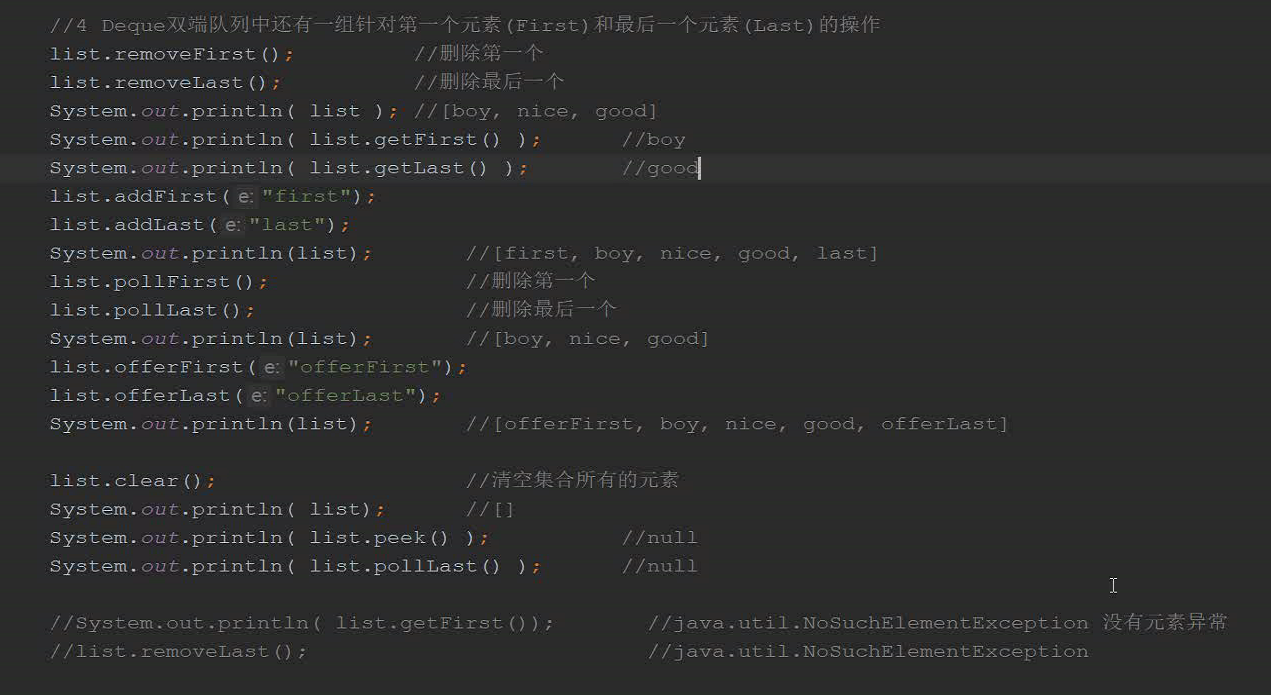 //4 Deque双端队列中还有一组针对第一个元素(First)和最后一个元素(Last)的操作
list.removeFirst(); //删除第一个
list.removeLast(); //删除最后一个
System.out.println( list ); //[boy, nice, good]
System.out.println( list.getFirst() ); //boy
System.out.println( list.getLast() ); //good
list.addFirst( e: "first");
list.addLast( e: "last");
System.out.println(list); //[first, boy, nice, good, last]
list.pollFirst(); //删除第一个
list.pollLast(); //删除最后一个
System.out.println(list); //[boy, nice, good]
list.offerFirst( e: "offerFirst");
list.offerLast( e: "offerLast");
System.out.println(list); //[offerFirst, boy, nice, good, offerLast]
list.clear(); //清空集合所有的元素
System.out.println( list); //[]
System.out.println( list.peek() ); //null
System.out.println( list.pollLast() ); //null
//System.out.println( list.getFirst()); //java.util.NoSuchElementException 没有元素异常
//list.removeLast(); //java.util.NoSuchElementException